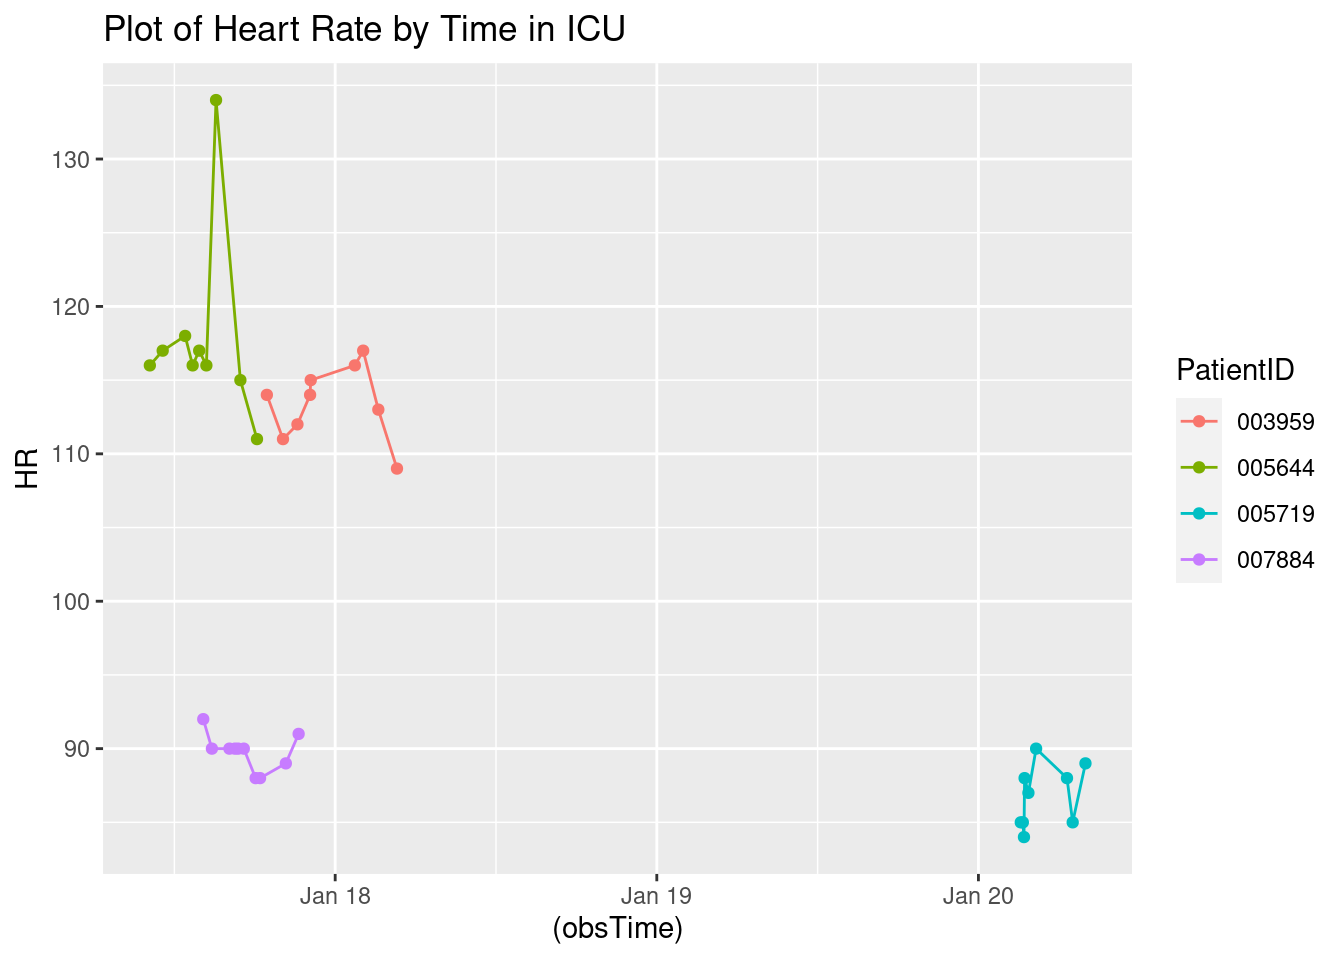 Plot of Heart Rate by Time in ICU
130
120
110
100
90
HR
Jan 18
Jan 19
Jan 20
(obsTime)
PatientID
003959
005644
005719
007884